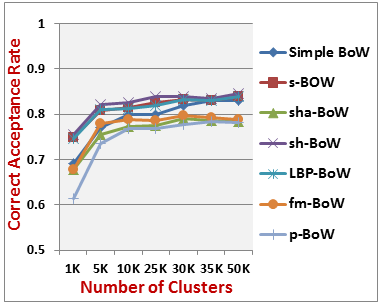 Correct Acceptance Rate
1
0.9
0.8
0.7
0.6
0.5
1K 5K 10K 25K 30K 35K 50K
Number of Clusters
Simple BoW
s-BOW
sha-BoW
sh-BoW
LBP-BoW
fm-BoW
p-BoW